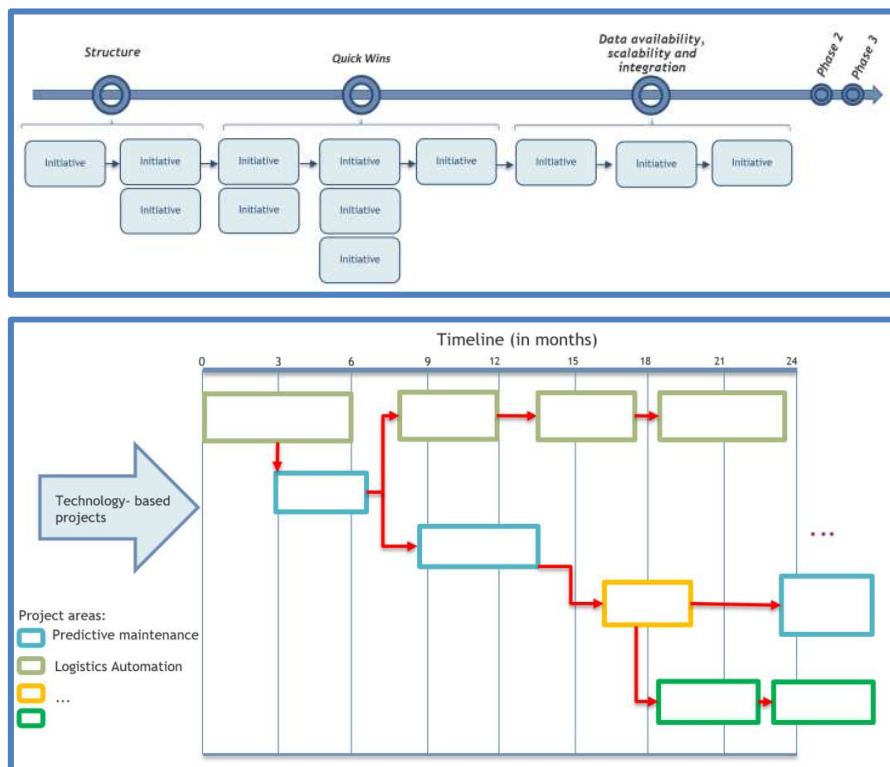 Structure
Quick Wins
Data availability,
scalability and
integration
Phase 2
Phase 3
Initiative
Initiative
Initiative
Initiative
Initiative
Initiative
Initiative
Initiative
Initiative
Initiative
Initiative
Initiative
Timeline (in months)
0 3 6 9 12 15 18 21 24
Technology- based
projects
...
Project areas:
Predictive maintenance
Logistics Automation
...